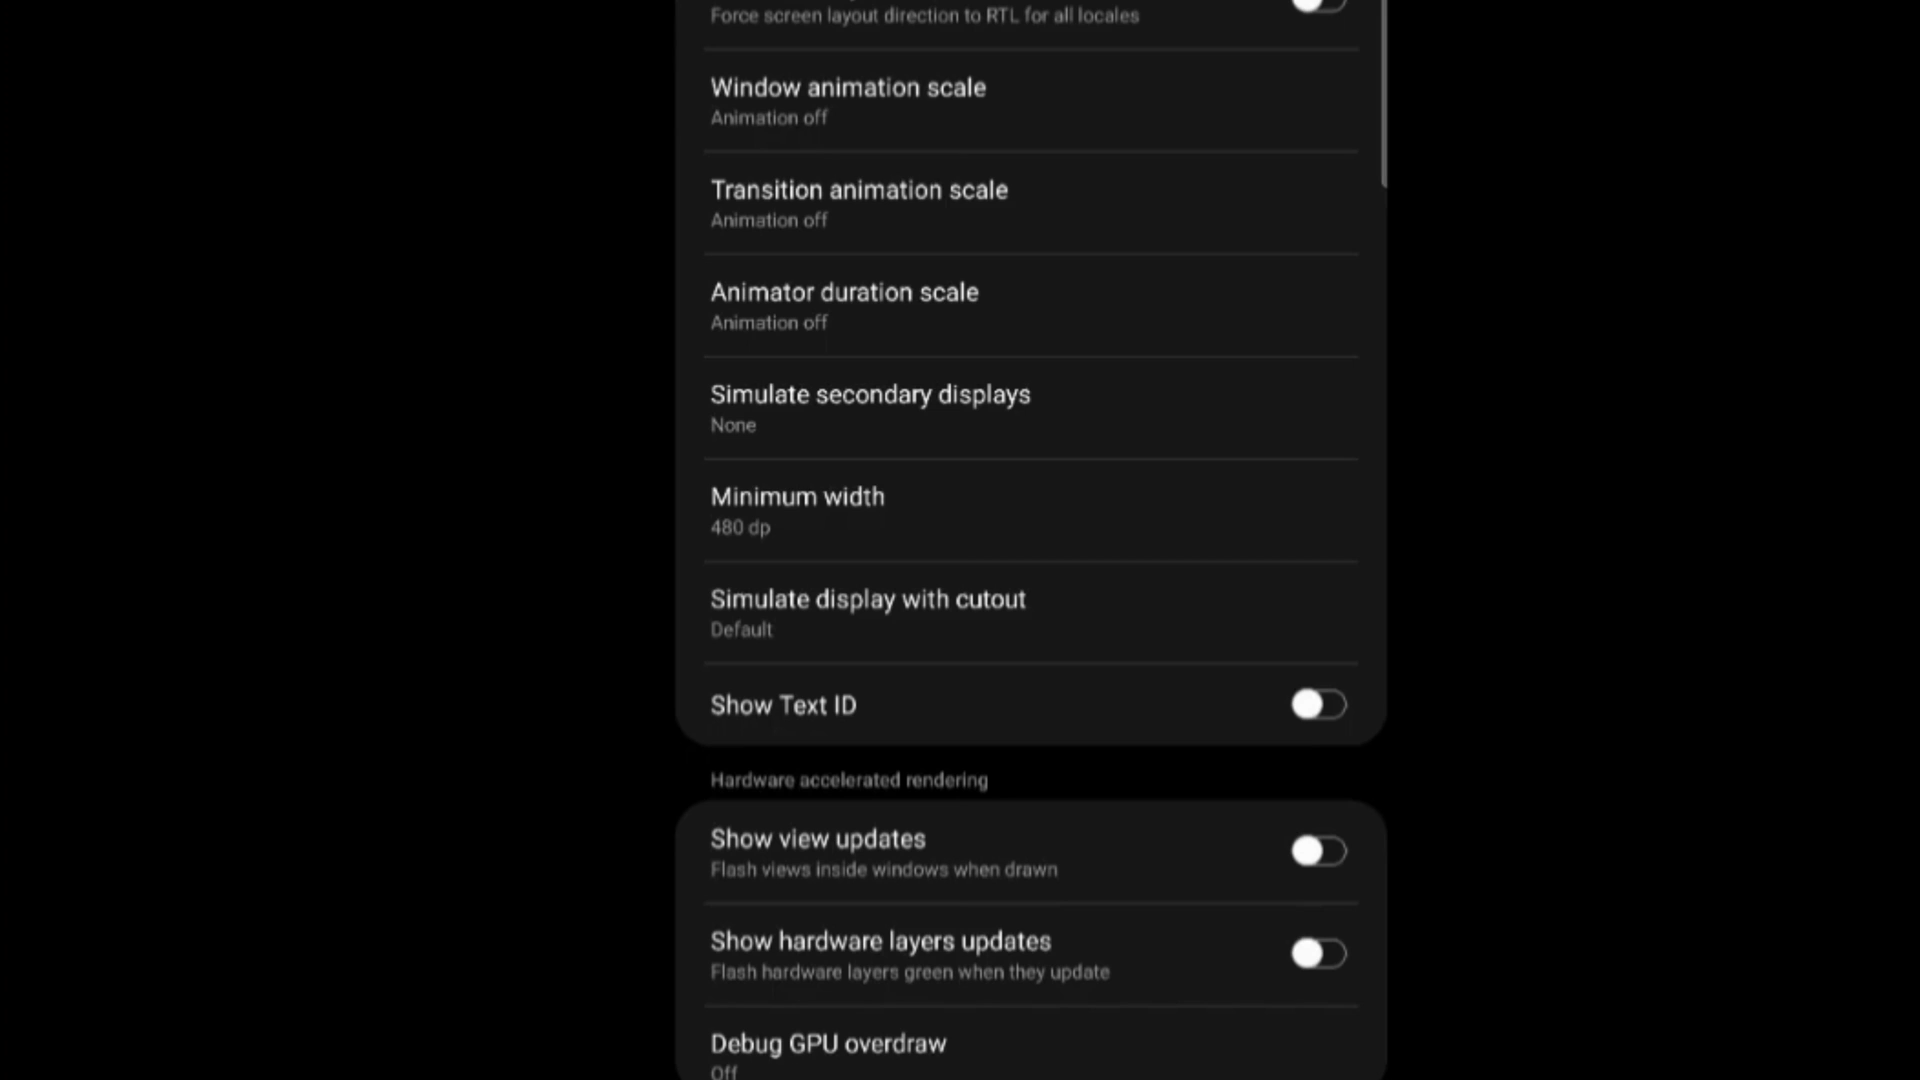 Force screen layout direction to RTL for all locales
Window animation scale
Animation off
Transition animation scale
Animation off
Animator duration scale
Animation off
Simulate secondary displays
None
Minimum width
480 dp
Simulate display with cutout
Default
Show Text ID
Hardware accelerated rendering
Show view updates
Flash views inside windows when drawn
Show hardware layers updates
Flash hardware layers green when they update
Debug GPU overdraw
Off